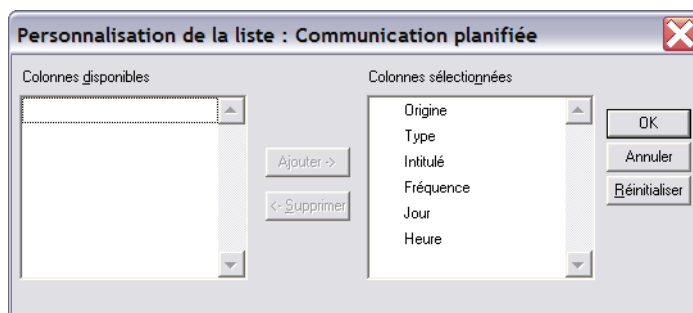 Personnalisation de la liste : Communication planifiée
Colonnes disponibles
Colonnes sélectionnées
Origine
Type
Intitulé
Fréquence
Jour
Heure
Ajouter ->
<- Supprimer
OK
Annuler
Réinitialiser